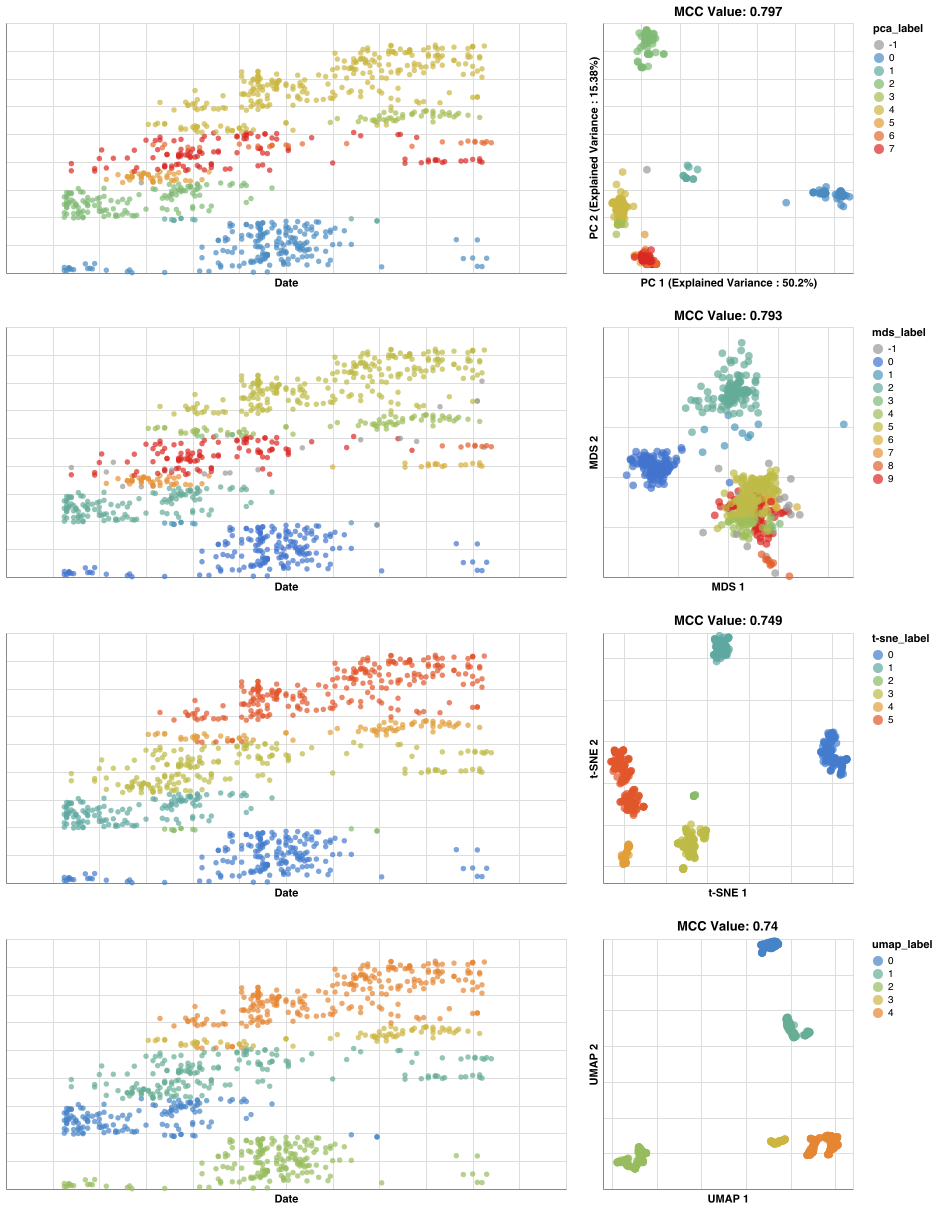 MCC Value: 0.797
pca_label
-1
0
1
2
3
4
5
6
7
PC 2 (Explained Variance : 15.38%)
Date
PC 1 (Explained Variance : 50.2%)
MCC Value: 0.793
mds_label
-1
0
1
2
3
4
5
6
7
8
9
MDS 2
Date
MDS 1
MCC Value: 0.749
t-sne_label
0
1
2
3
4
5
t-SNE 2
Date
t-SNE 1
MCC Value: 0.74
umap_label
0
1
2
3
4
UMAP 2
Date
UMAP 1